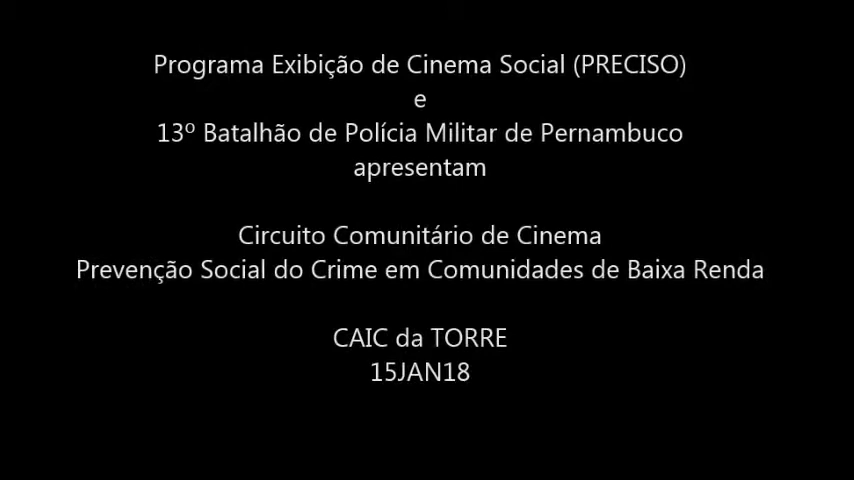 Programa Exibição de Cinema Social (PRECISO)
e
13º Batalhão de Polícia Militar de Pernambuco
apresentam
Circuito Comunitário de Cinema
Prevenção Social do Crime em Comunidades de Baixa Renda
CAIC da TORRE
15JAN18